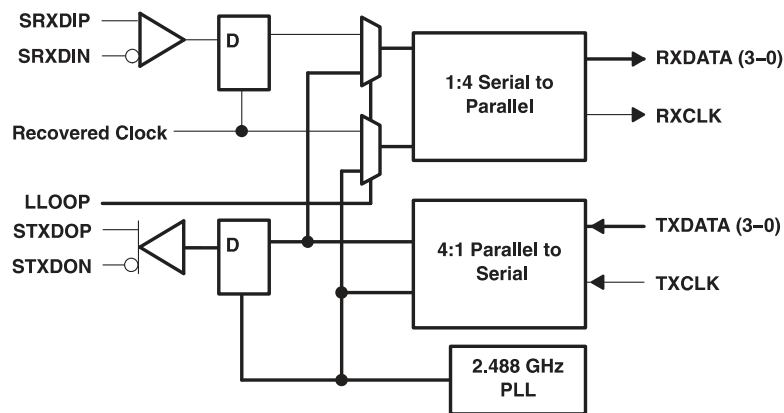 SRXDIP
SRXDIN
D
1:4 Serial to
Parallel
RXDATA (3–0)
RXCLK
Recovered Clock
LLOOP
STXDOP
STXDON
D
4:1 Parallel to
Serial
TXDATA (3–0)
TXCLK
2.488 GHz
PLL